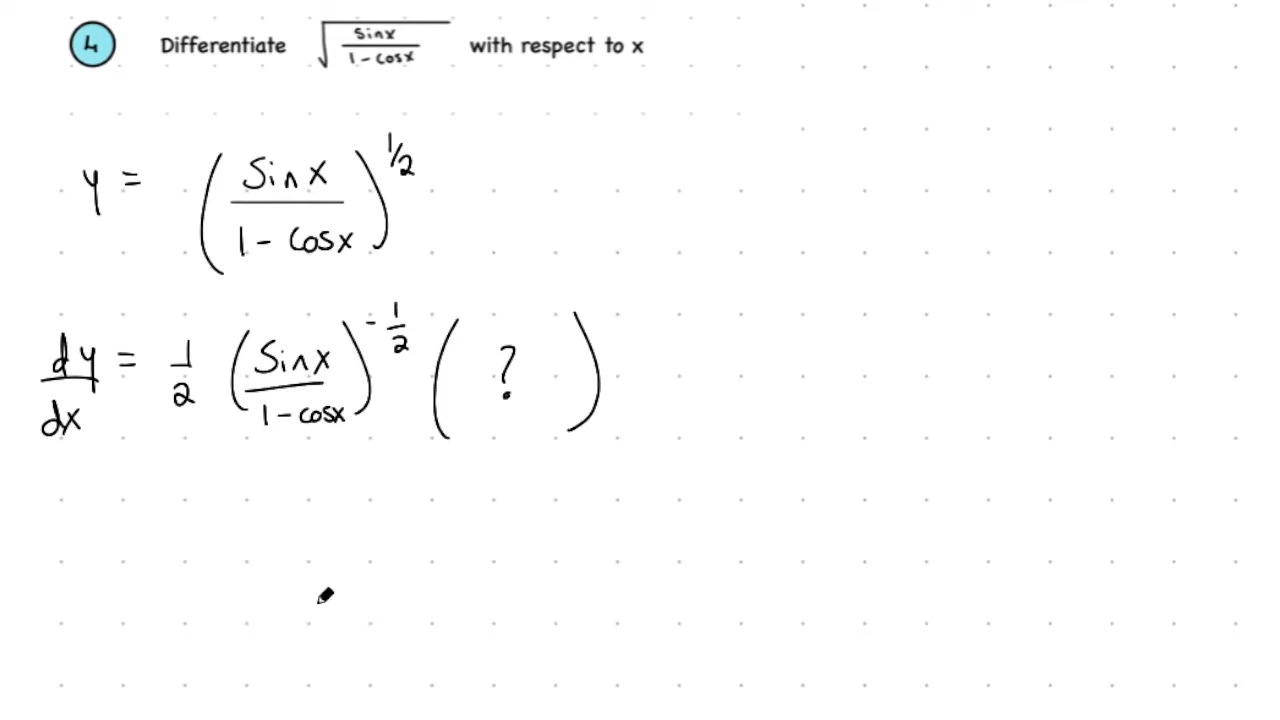 4 Differentiate √(sinx / 1 - cosx) with respect to x
y = (Sinx / 1 - Cosx)^1/2
dy/dx = 1/2 (Sinx / 1 - cosx)^-1/2 ( ? )